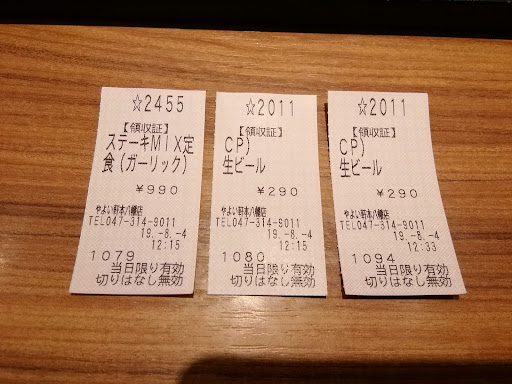 ☆2455
【領収証】
ステーキMIX定
食(ガーリック)
￥990
やよい軒本八幡店
TEL047-314-9011
19.-8.-4
12:15
1079
当日限り有効
切りはなし無効
☆2011
【領収証】
CP)
生ビール
￥290
やよい軒本八幡店
TEL047-314-9011
19.-8.-4
12:15
1080
当日限り有効
切りはなし無効
☆2011
【領収証】
CP)
生ビール
￥290
やよい軒本八幡店
TEL047-314-9011
19.-8.-4
12:33
1094
当日限り有効
切りはなし無効